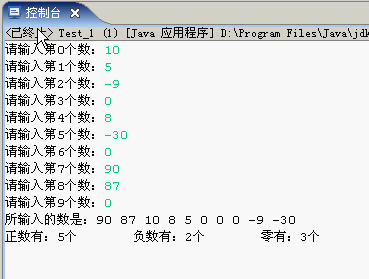 控制台
<已终止> Test_1 (1) [Java 应用程序] D:\Program Files\Java\jdk
请输入第0个数：10
请输入第1个数：5
请输入第2个数：-9
请输入第3个数：0
请输入第4个数：8
请输入第5个数：-30
请输入第6个数：0
请输入第7个数：90
请输入第8个数：87
请输入第9个数：0
所输入的数是：90 87 10 8 5 0 0 0 -9 -30
正数有：5个 负数有：2个 零有：3个